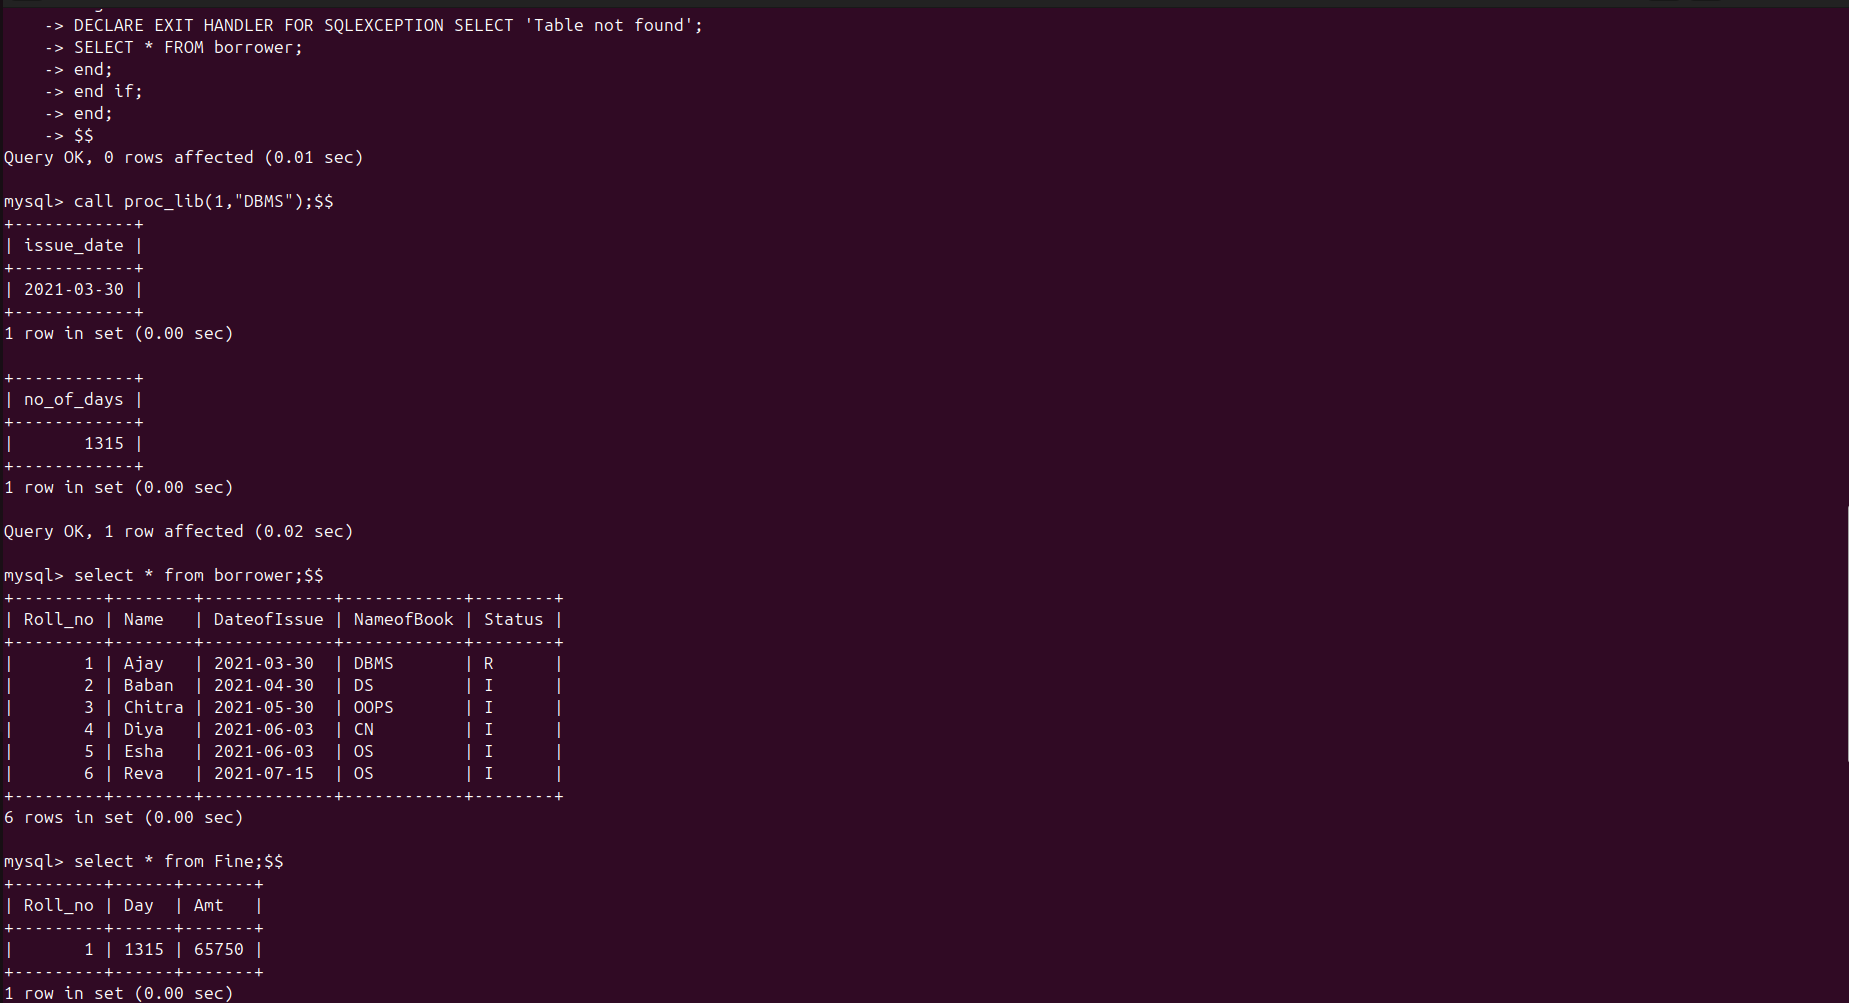 -> DECLARE EXIT HANDLER FOR SQLEXCEPTION SELECT 'Table not found';
    -> SELECT * FROM borrower;
    -> end;
    -> end if;
    -> end;
    -> $$
Query OK, 0 rows affected (0.01 sec)

mysql> call proc_lib(1,"DBMS");$$
+------------+
| issue_date |
+------------+
| 2021-03-30 |
+------------+
1 row in set (0.00 sec)

+------------+
| no_of_days |
+------------+
|       1315 |
+------------+
1 row in set (0.00 sec)

Query OK, 1 row affected (0.02 sec)

mysql> select * from borrower;$$
+---------+--------+-------------+------------+--------+
| Roll_no | Name   | DateofIssue | NameofBook | Status |
+---------+--------+-------------+------------+--------+
|       1 | Ajay   | 2021-03-30  | DBMS       | R      |
|       2 | Baban  | 2021-04-30  | DS         | I      |
|       3 | Chitra | 2021-05-30  | OOPS       | I      |
|       4 | Diya   | 2021-06-03  | CN         | I      |
|       5 | Esha   | 2021-06-03  | OS         | I      |
|       6 | Reva   | 2021-07-15  | OS         | I      |
+---------+--------+-------------+------------+--------+
6 rows in set (0.00 sec)

mysql> select * from Fine;$$
+---------+------+-------+
| Roll_no | Day  | Amt   |
+---------+------+-------+
|       1 | 1315 | 65750 |
+---------+------+-------+
1 row in set (0.00 sec)